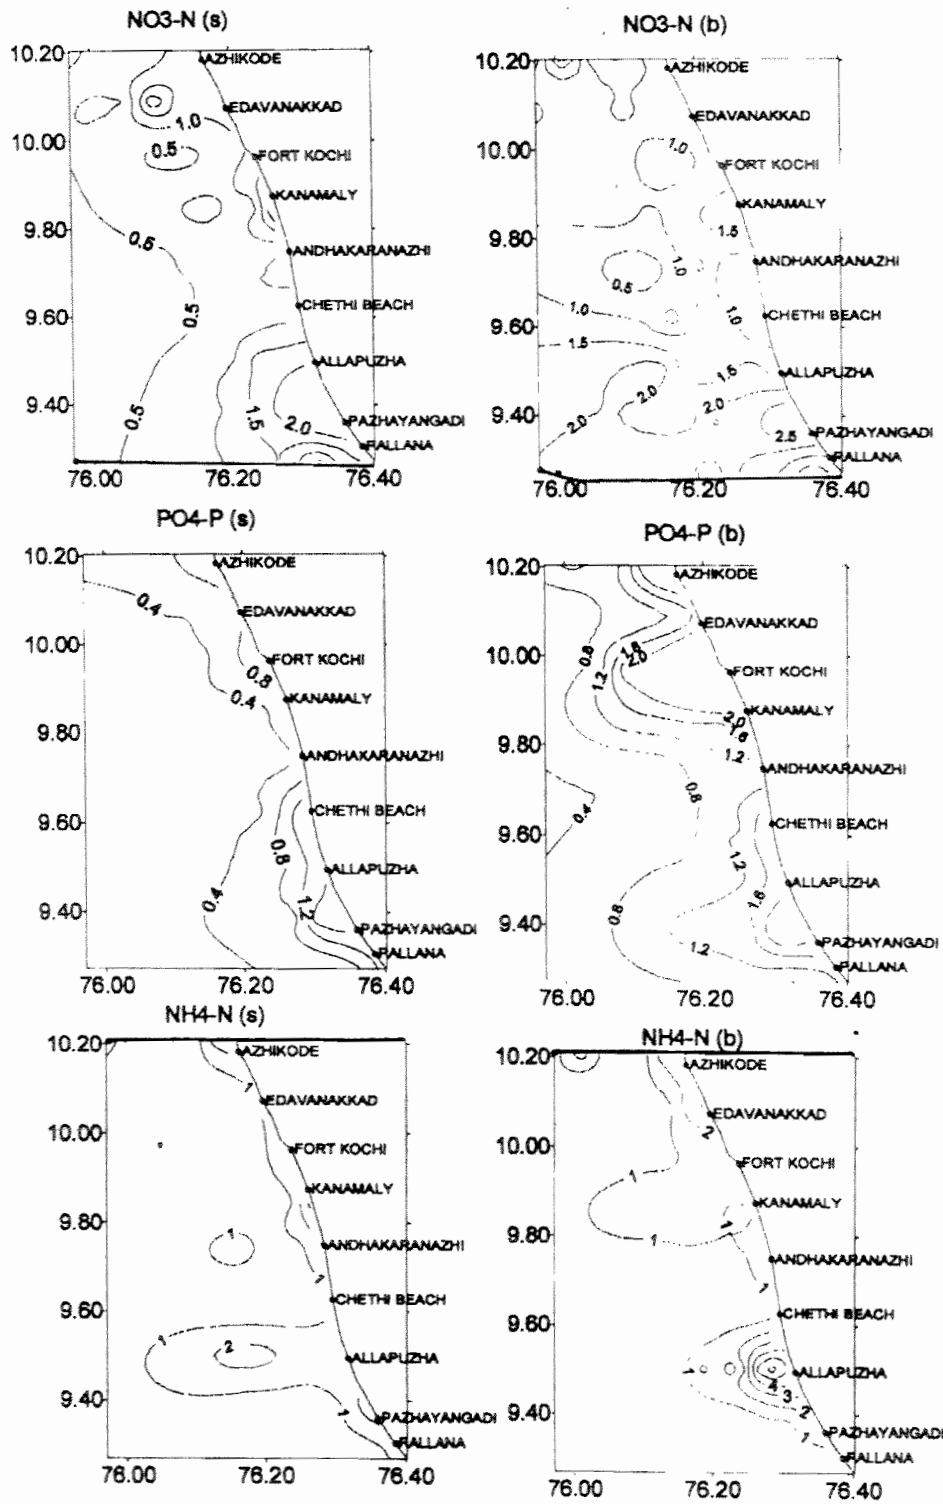 NO3-N (s)
10.20
AZHIKODE
EDAVANAKKAD
1.0
10.00
0.5
FORT KOCHI
KANAMALY
9.80
0.5
ANDHAKARANAZHI
CHETHI BEACH
9.60
0.5
ALLAPUZHA
9.40
0.5
1.5
2.0
PAZHAYANGADI
PALLANA
76.00 76.20 76.40
NO3-N (b)
10.20
AZHIKODE
EDAVANAKKAD
10.00
1.0
FORT KOCHI
KANAMALY
9.80
1.5
1.0
ANDHAKARANAZHI
0.5
1.0
1.0
CHETHI BEACH
9.60
1.5
1.5
ALLAPUZHA
2.0
2.0
9.40
2.0
2.5
PAZHAYANGADI
PALLANA
76.00 76.20 76.40
PO4-P (s)
10.20
AZHIKODE
0.4
EDAVANAKKAD
10.00
FORT KOCHI
0.8
0.4
KANAMALY
9.80
ANDHAKARANAZHI
CHETHI BEACH
9.60
0.8
ALLAPUZHA
0.4
1.2
9.40
PAZHAYANGADI
PALLANA
76.00 76.20 76.40
PO4-P (b)
10.20
AZHIKODE
EDAVANAKKAD
10.00
0.8
1.6
2.0
1.2
FORT KOCHI
KANAMALY
2.0
1.6
9.80
1.2
ANDHAKARANAZHI
0.8
0.4
CHETHI BEACH
9.60
1.2
ALLAPUZHA
1.6
0.8
9.40
1.2
PAZHAYANGADI
PALLANA
76.00 76.20 76.40
NH4-N (s)
10.20
AZHIKODE
1
EDAVANAKKAD
10.00
FORT KOCHI
KANAMALY
9.80
1
ANDHAKARANAZHI
1
CHETHI BEACH
9.60
1
2
ALLAPUZHA
9.40
1
PAZHAYANGADI
PALLANA
76.00 76.20 76.40
NH4-N (b)
10.20
AZHIKODE
EDAVANAKKAD
2
10.00
FORT KOCHI
1
KANAMALY
1
9.80
1
ANDHAKARANAZHI
1
CHETHI BEACH
9.60
1
ALLAPUZHA
4
3
2
9.40
1
PAZHAYANGADI
PALLANA
76.00 76.20 76.40